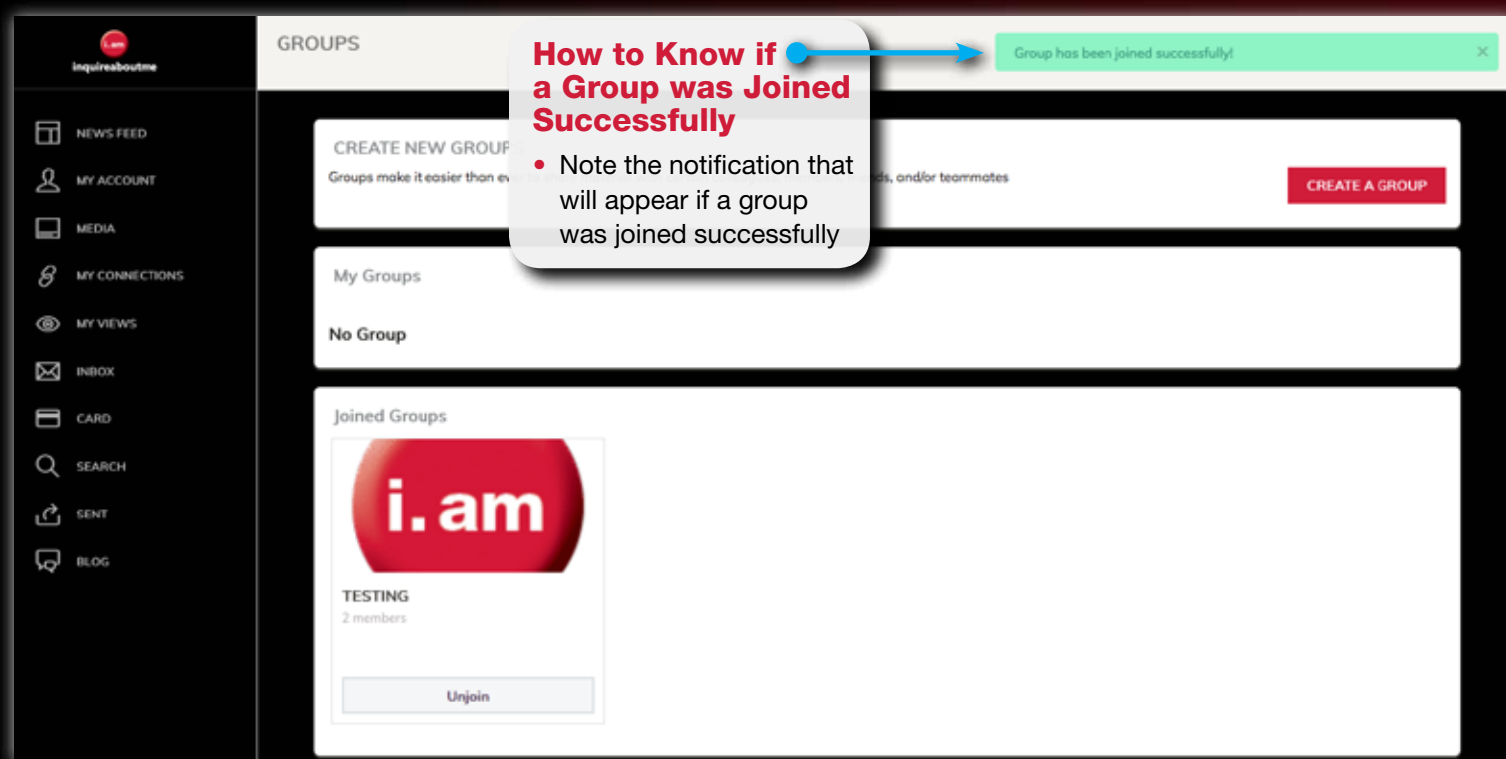 i.am
inquireaboutme
NEWS FEED
MY ACCOUNT
MEDIA
MY CONNECTIONS
MY VIEWS
INBOX
CARD
SEARCH
SENT
BLOG
GROUPS
Group has been joined successfully!
How to Know if
a Group was Joined
Successfully
• Note the notification that
will appear if a group
was joined successfully
CREATE NEW GROUP
Groups make it easier than and/or teammates
CREATE A GROUP
My Groups
No Group
Joined Groups
i.am
TESTING
2 members
Unjoin